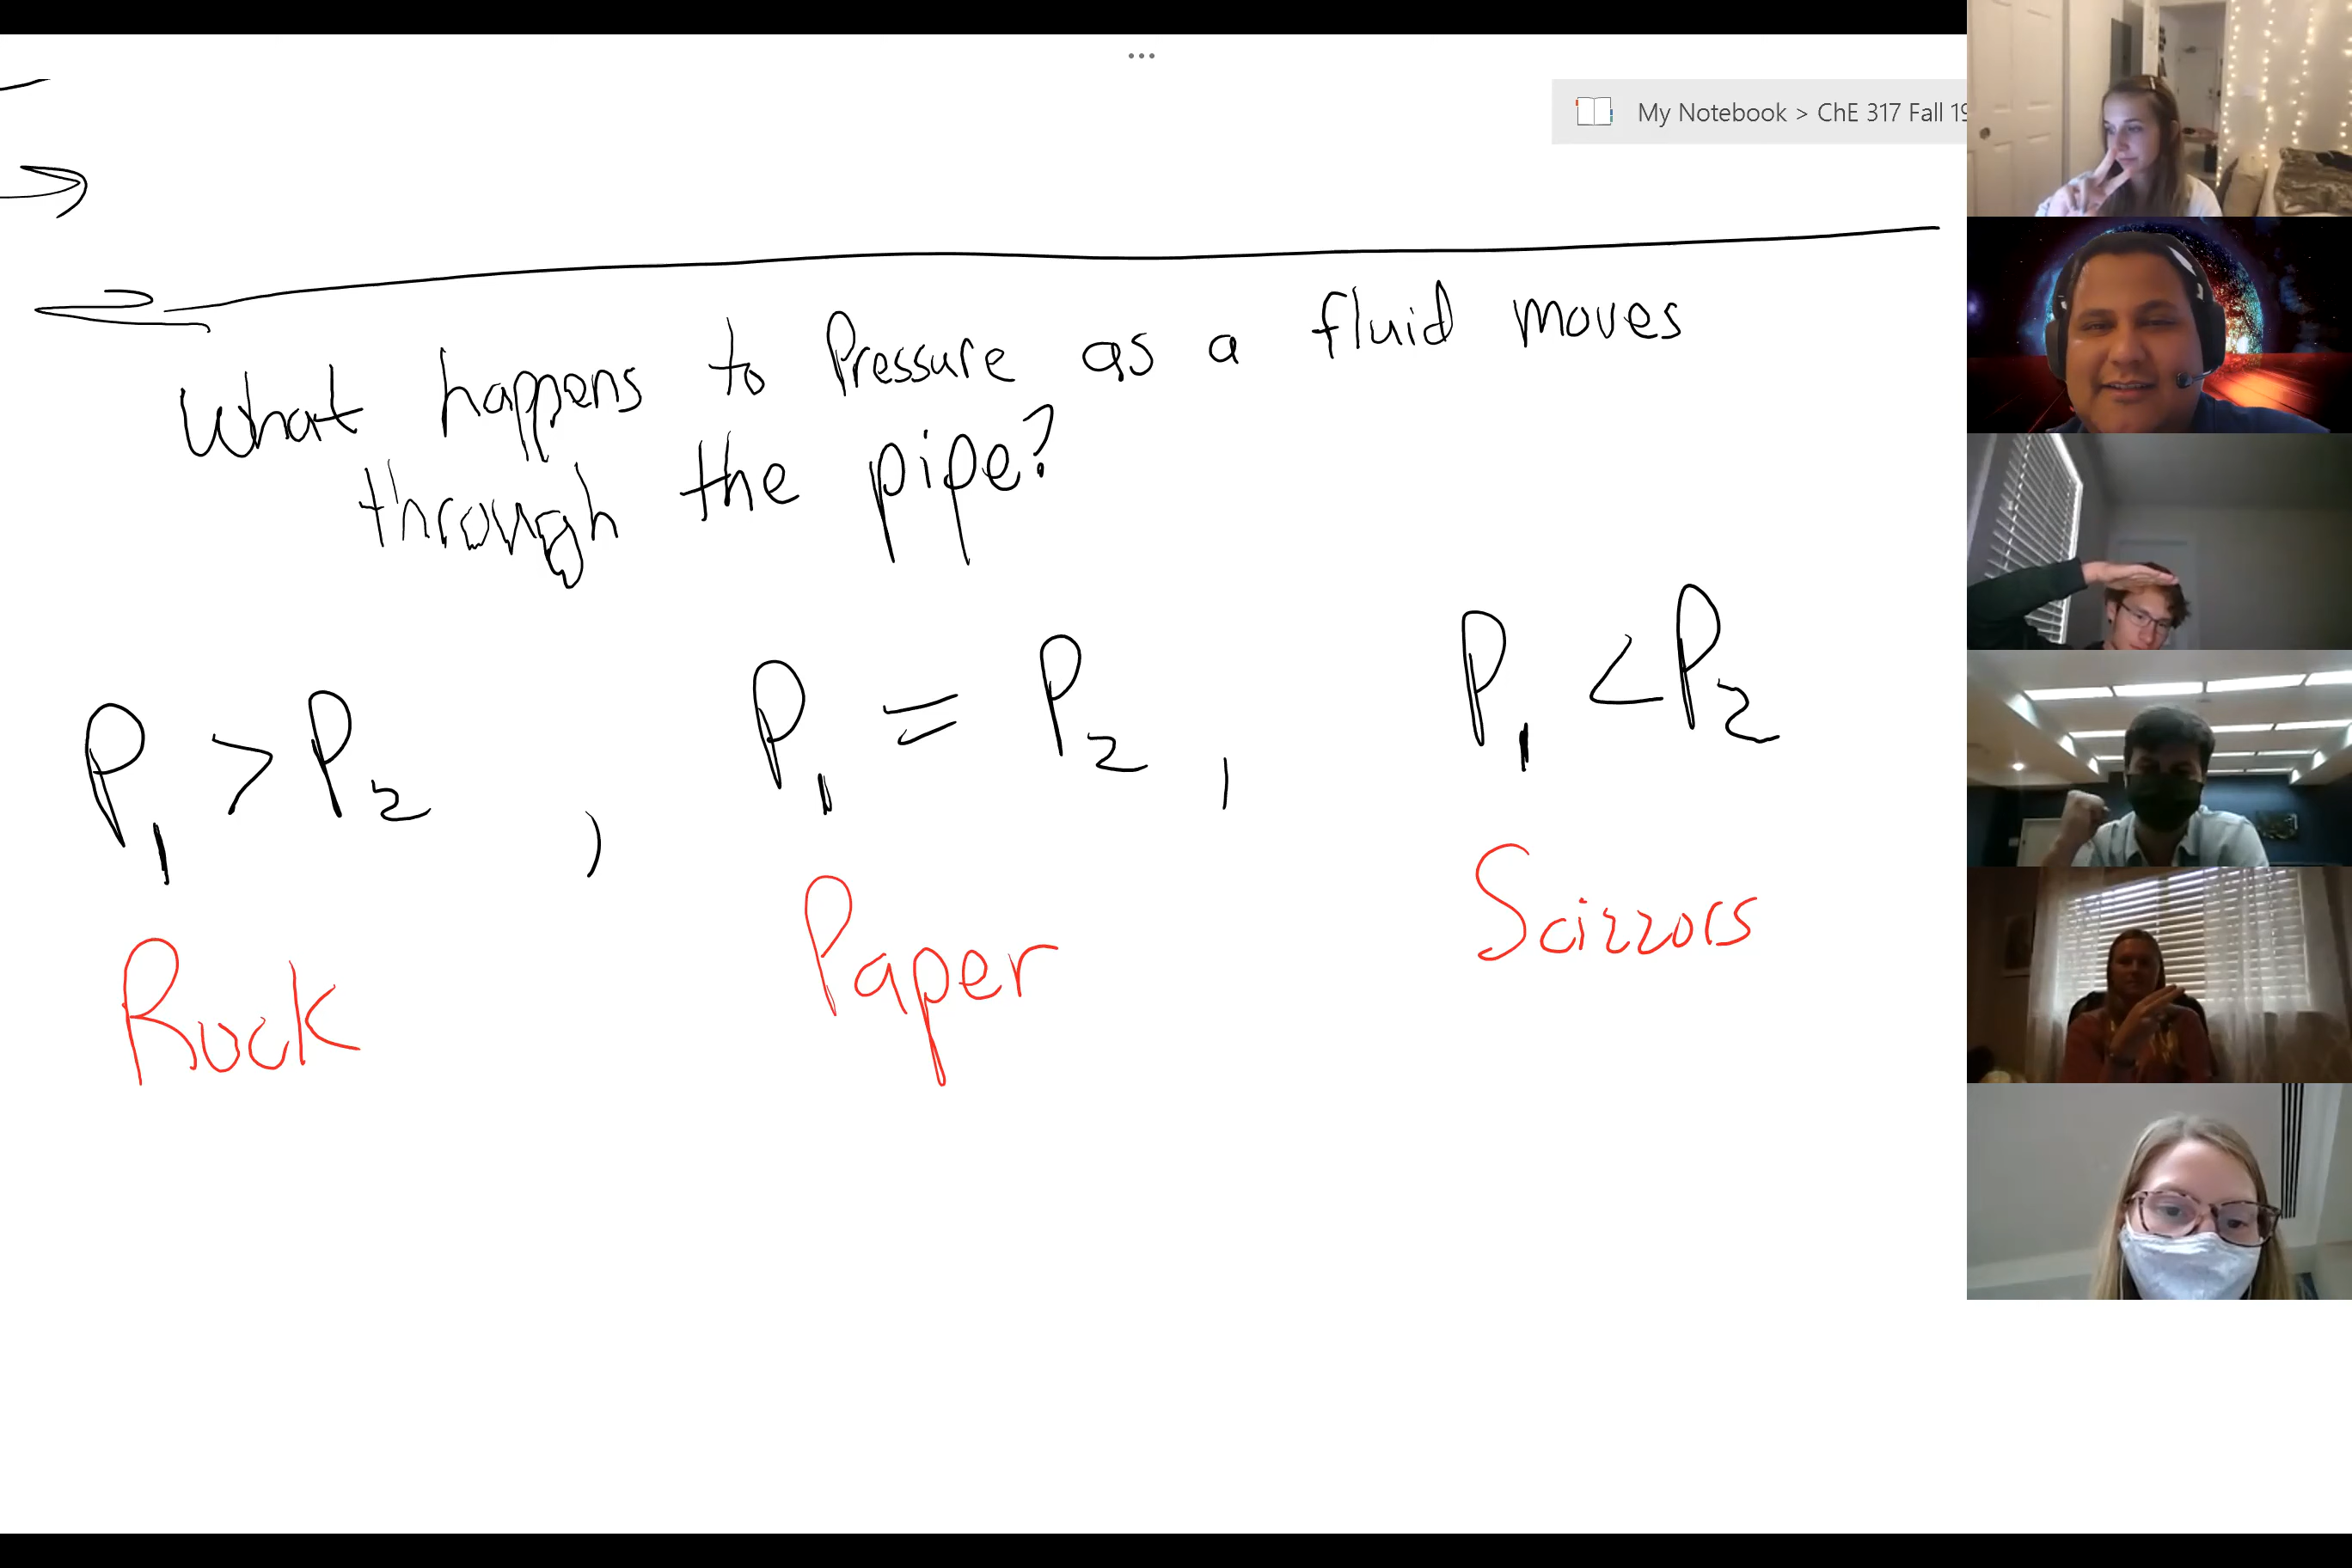 My Notebook > ChE 317 Fall 19
What happens to Pressure as a fluid moves
through the pipe?
P1 > P2 , P1 = P2 , P1 < P2
Rock Paper Scizzors